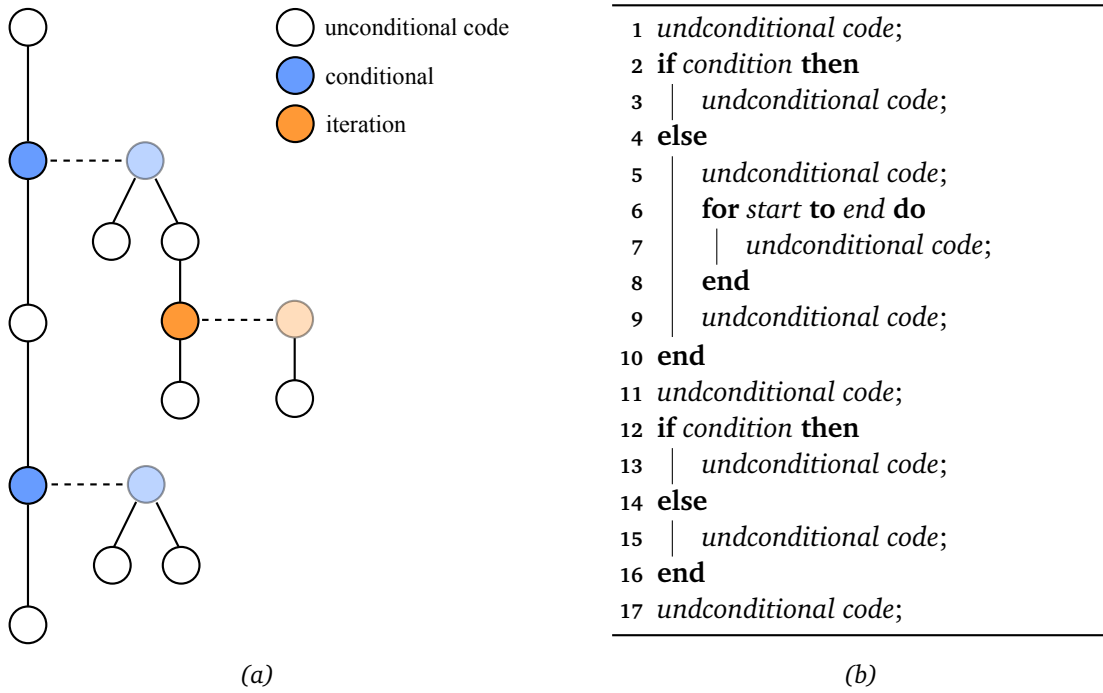 unconditional code
conditional
iteration
1 undconditional code;
2 if condition then
3 undconditional code;
4 else
5 undconditional code;
6 for start to end do
7 undconditional code;
8 end
9 undconditional code;
10 end
11 undconditional code;
12 if condition then
13 undconditional code;
14 else
15 undconditional code;
16 end
17 undconditional code;
(a)
(b)